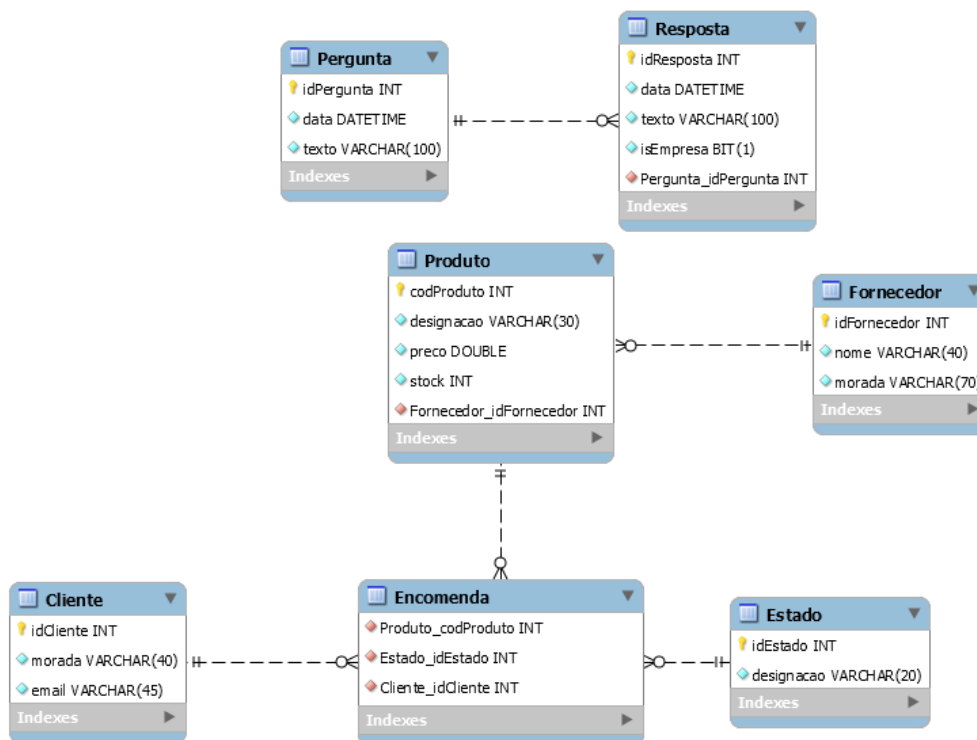 Pergunta
idPergunta INT
data DATETIME
texto VARCHAR(100)
Indexes
Resposta
idResposta INT
data DATETIME
texto VARCHAR(100)
isEmpresa BIT(1)
Pergunta_idPergunta INT
Indexes
Produto
codProduto INT
designacao VARCHAR(30)
preco DOUBLE
stock INT
Fornecedor_idFornecedor INT
Indexes
Fornecedor
idFornecedor INT
nome VARCHAR(40)
morada VARCHAR(70)
Indexes
Cliente
idCliente INT
morada VARCHAR(40)
email VARCHAR(45)
Indexes
Encomenda
Produto_codProduto INT
Estado_idEstado INT
Cliente_idCliente INT
Indexes
Estado
idEstado INT
designacao VARCHAR(20)
Indexes